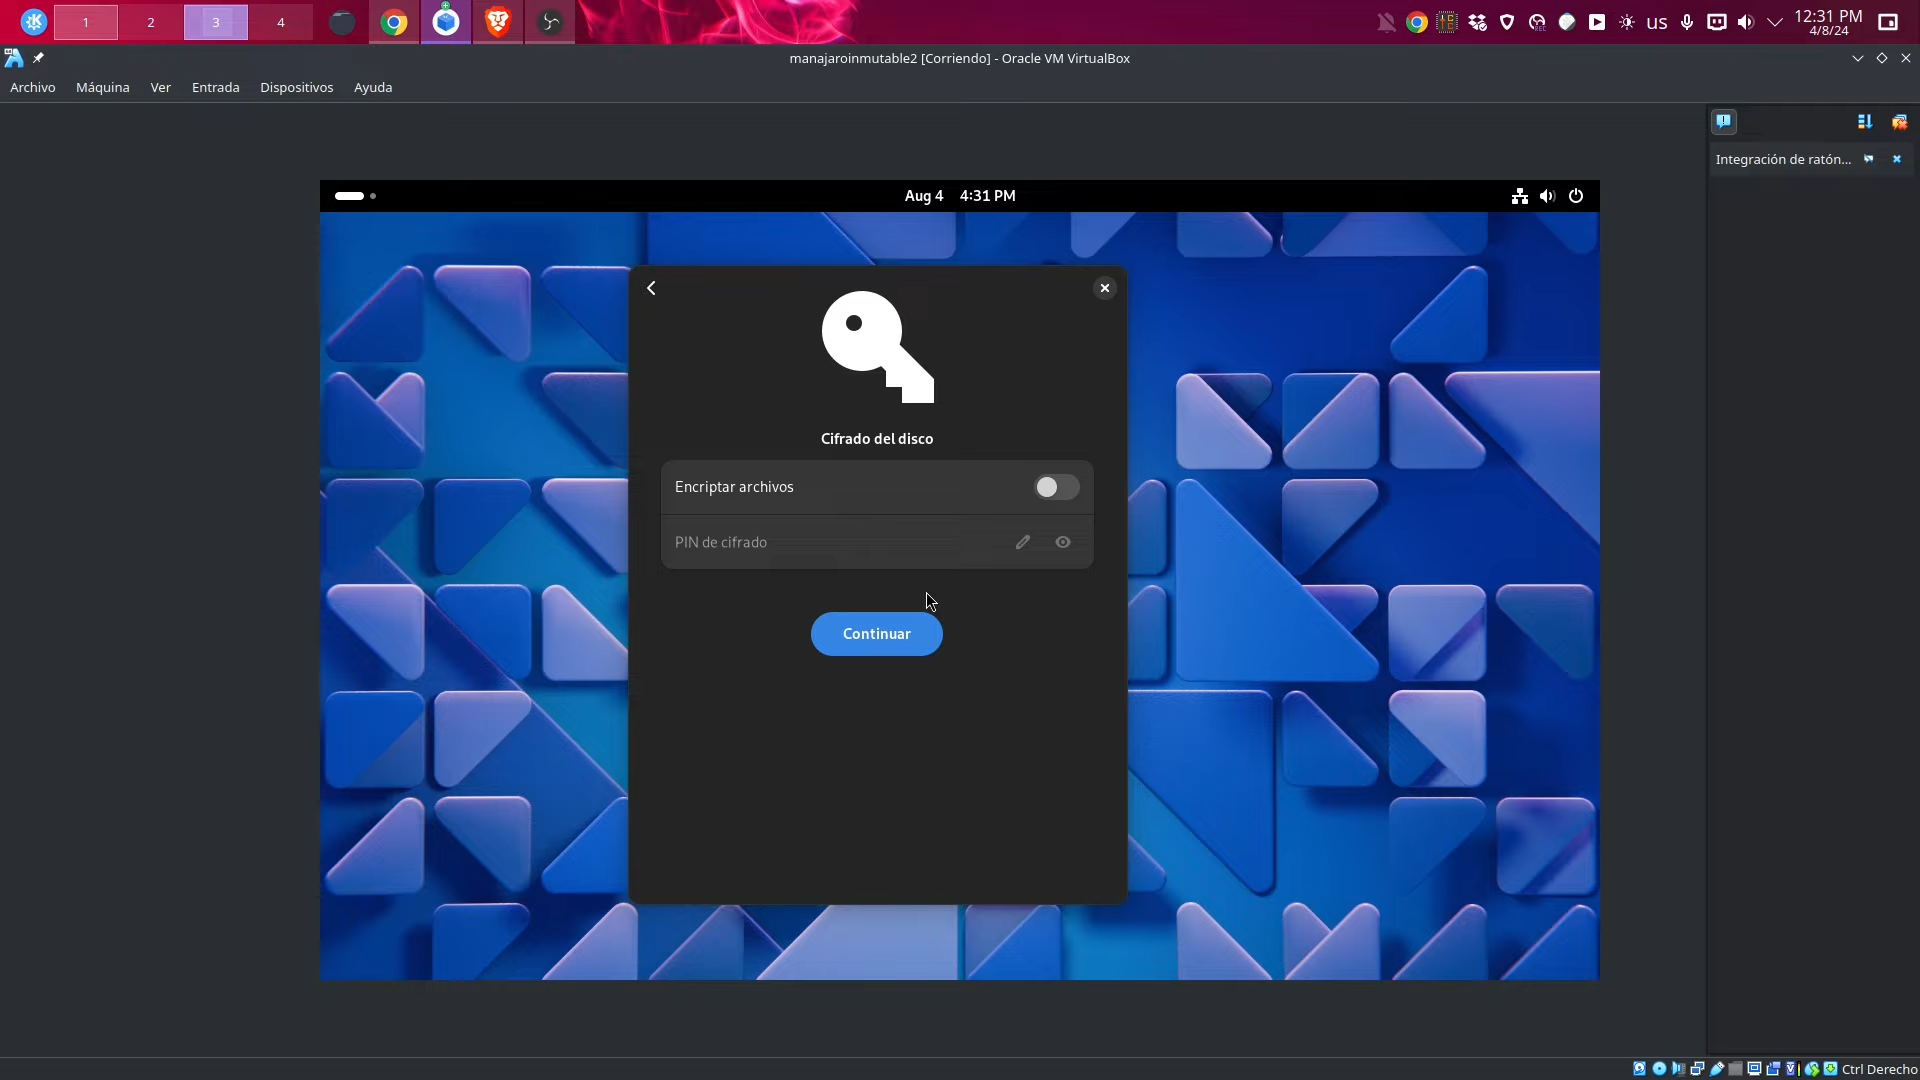 1 2 3 4 us 12:31 PM
4/8/24
manajaroinmutable2 [Corriendo] - Oracle VM VirtualBox
Archivo Máquina Ver Entrada Dispositivos Ayuda
Integración de ratón...
Aug 4 4:31 PM
Cifrado del disco
Encriptar archivos
PIN de cifrado
Continuar
Ctrl Derecho